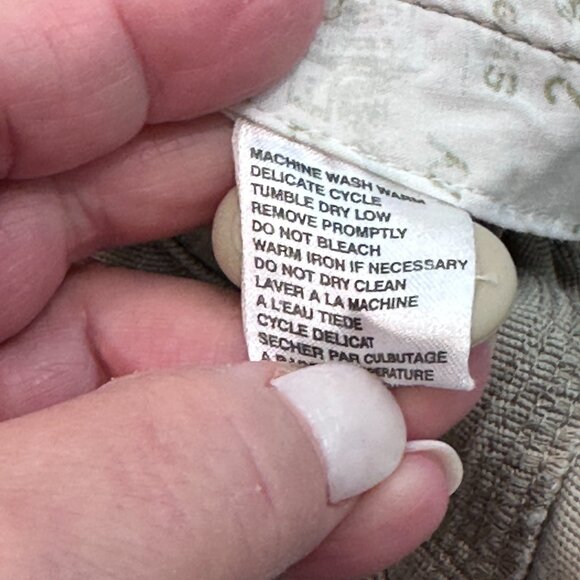 MACHINE WASH WARM
DELICATE CYCLE
TUMBLE DRY LOW
REMOVE PROMPTLY
DO NOT BLEACH
WARM IRON IF NECESSARY
DO NOT DRY CLEAN
LAVER A LA MACHINE
A L'EAU TIEDE
CYCLE DELICAT
SECHER PAR CULBUTAGE
A